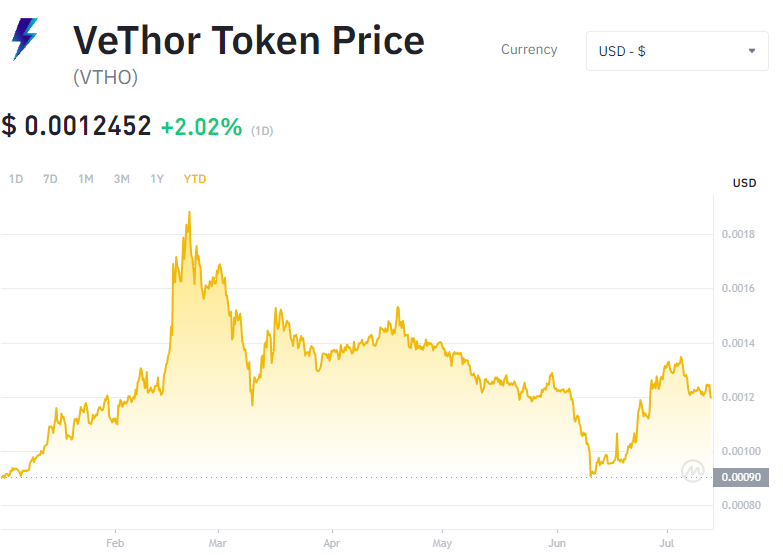 VeThor Token Price
(VTHO)
Currency
USD - $
$ 0.0012452 +2.02% (1D)
1D 7D 1M 3M 1Y YTD
USD
0.0018
0.0016
0.0014
0.0012
0.00100
0.00090
0.00080
Feb Mar Apr May Jun Jul